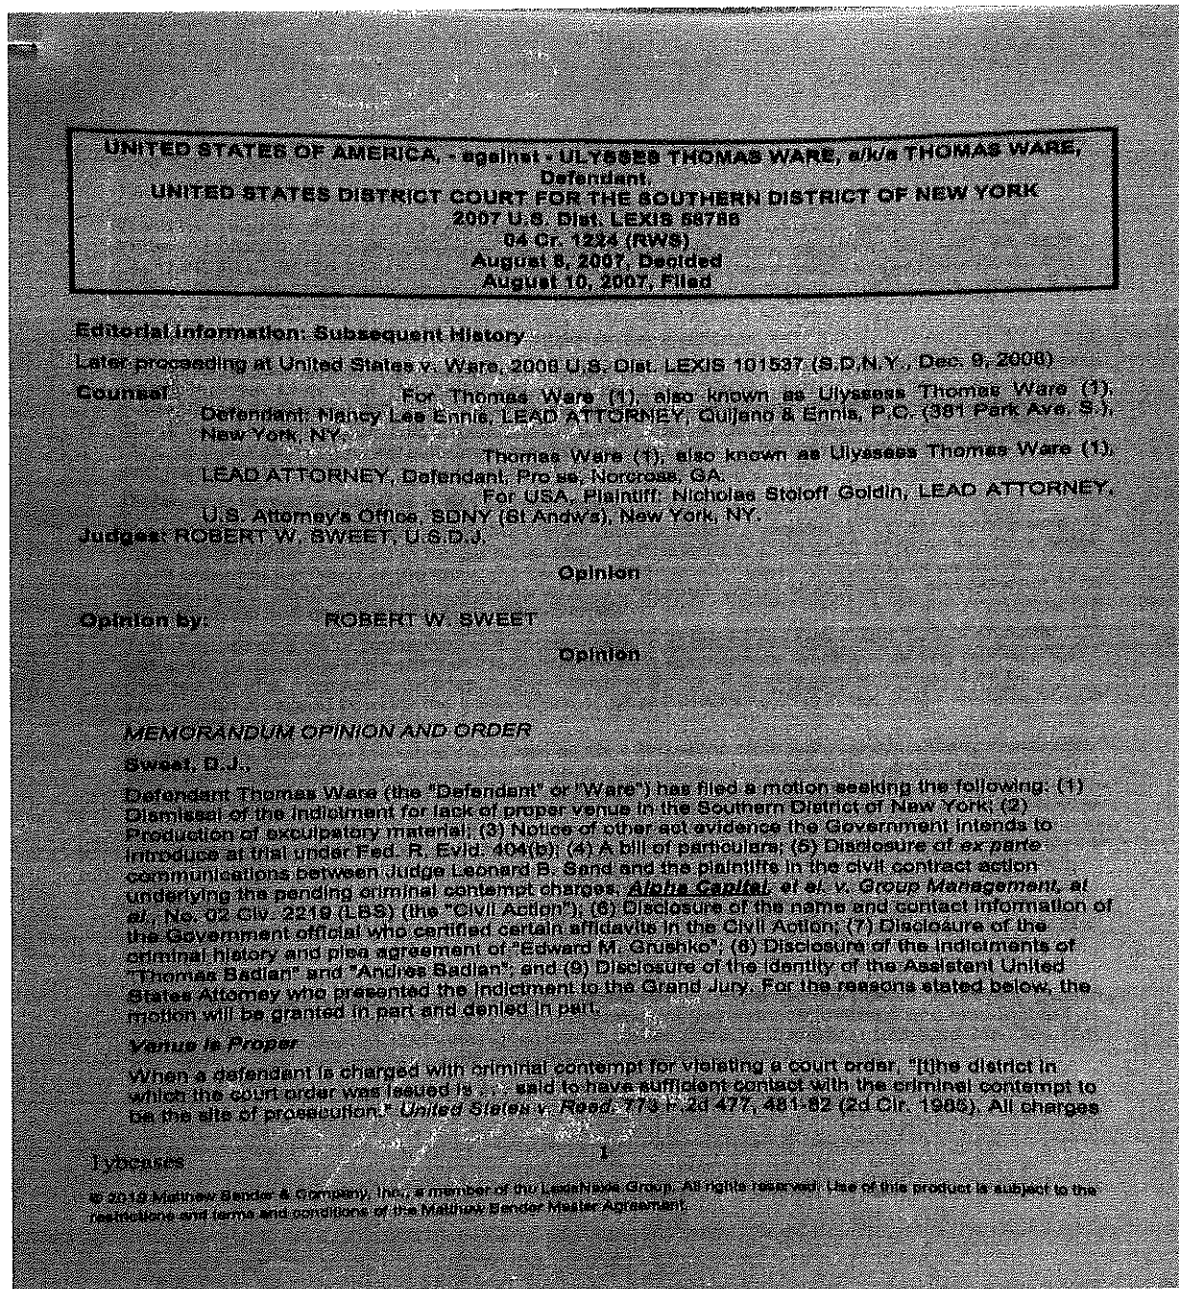 UNITED STATES OF AMERICA, - against - ULYSSES THOMAS WARE, a/k/a THOMAS WARE,
Defendant.
UNITED STATES DISTRICT COURT FOR THE SOUTHERN DISTRICT OF NEW YORK
2007 U.S. Dist. LEXIS
04 Cr. 1224 (RWS)
August 8, 2007, Decided
August 10, 2007, Filed
Editorial Information: Subsequent History
Later proceeding at United States v. Ware, U.S. Dist. LEXIS 101537 (S.D.N.Y., Dec. 9,
Counsel For Thomas Ware (1), also known as Ulyssess Thomas Ware (1),
Defendant: Nancy Lee Ennis, LEAD ATTORNEY, Quijano & Ennis, P.C. (381 Park Ave. S.),
New York, NY.
Thomas Ware (1), also known as Ulyssess Thomas Ware (1),
LEAD ATTORNEY, Defendant, Pro se, Norcross, GA.
For USA, Plaintiff: Nicholas Stoloff Goldin, LEAD ATTORNEY,
U.S. Attorney's Office, SDNY (St Andw's), New York, NY.
Judges: ROBERT W. SWEET, U.S.D.J.
Opinion
Opinion by: ROBERT W. SWEET
Opinion
MEMORANDUM OPINION AND ORDER
Sweet, D.J.,
Defendant Thomas Ware (the "Defendant" or "Ware") has filed a motion seeking the following: (1)
Dismissal of the indictment for lack of proper venue in the Southern District of New York; (2)
Production of exculpatory material; (3) Notice of other act evidence the Government intends to
introduce at trial under Fed. R. Evid. 404(b); (4) A bill of particulars; (5) Disclosure of ex parte
communications between Judge Leonard B. Sand and the plaintiffs in the civil contract action
underlying the pending criminal contempt charges, Alpha Capital, et al. v. Group Management, et
al., No. 02 Civ. 2219 (LBS) (the "Civil Action"); (6) Disclosure of the name and contact information of
the Government official who certified certain affidavits in the Civil Action; (7) Disclosure of the
criminal history and plea agreement of "Edward M. Grushko"; (8) Disclosure of the indictments of
"Thomas Badian" and "Andres Badian"; and (9) Disclosure of the identity of the Assistant United
States Attorney who presented the indictment to the Grand Jury. For the reasons stated below, the
motion will be granted in part and denied in part.
Venue is Proper
When a defendant is charged with criminal contempt for violating a court order, "[t]he district in
which the court order was issued is . . . said to have sufficient contact with the criminal contempt to
be the site of prosecution." United States v. Reed, 773 F.2d 477, 481-82 (2d Cir. 1985). All charges
1ybcases
1
© 2019 Matthew Bender & Company, Inc., a member of the LexisNexis Group. All rights reserved. Use of this product is subject to the
restrictions and terms and conditions of the Matthew Bender Master Agreement.